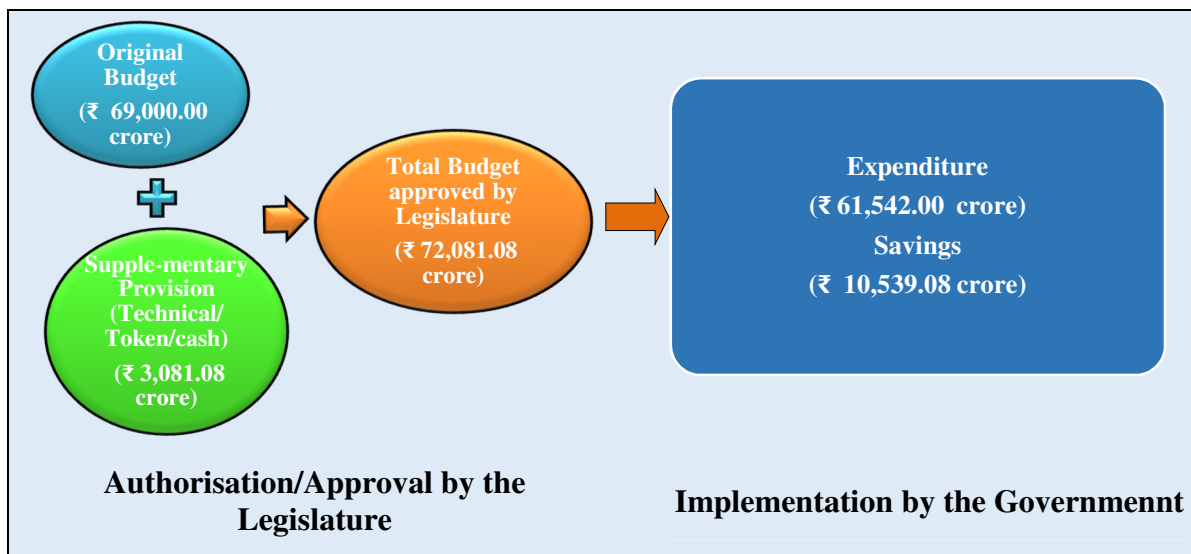 Original
Budget
(₹ 69,000.00
crore)
Supple-mentary
Provision
(Technical/
Token/cash)
(₹ 3,081.08
crore)
Total Budget
approved by
Legislature
(₹ 72,081.08
crore)
Expenditure
(₹ 61,542.00 crore)
Savings
(₹ 10,539.08 crore)
Authorisation/Approval by the
Legislature
Implementation by the Governmennt